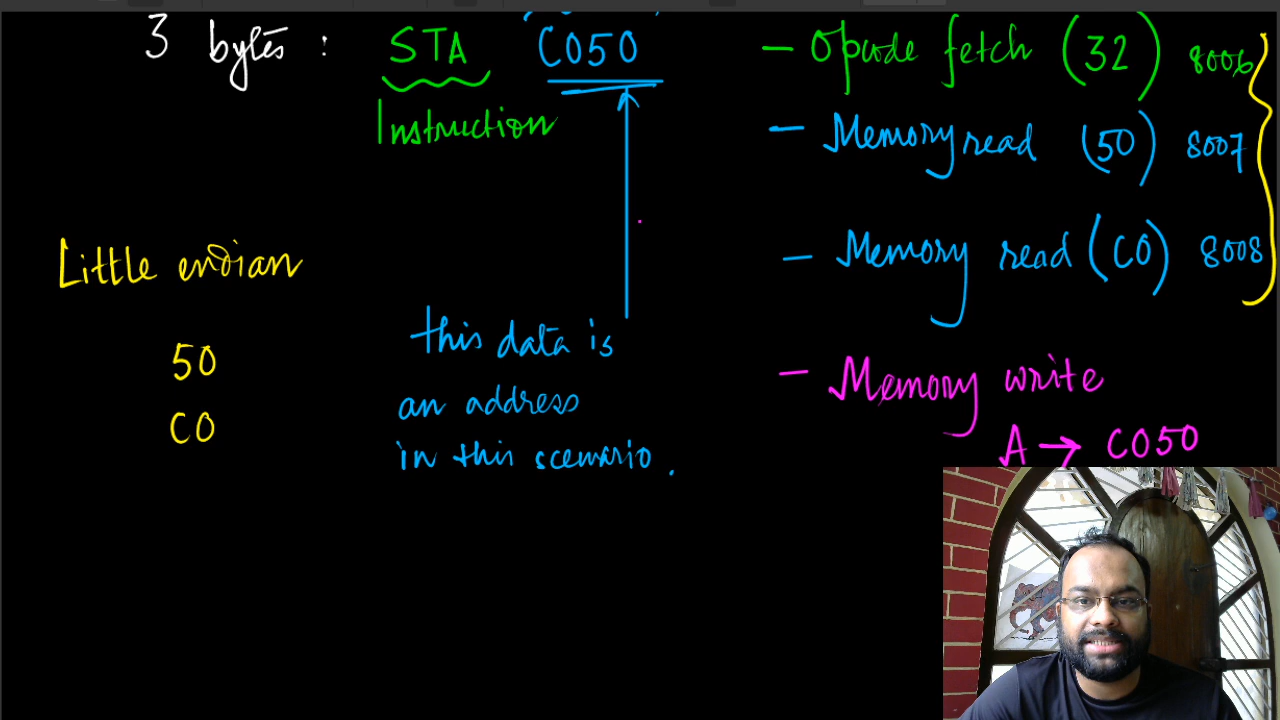 3 bytes : STA C050
Instruction
Little endian
50
C0
this data is
an address
in this scenario.
- Opcode fetch (32) 8006
- Memory read (50) 8007
- Memory read (C0) 8008
- Memory write
A → C050